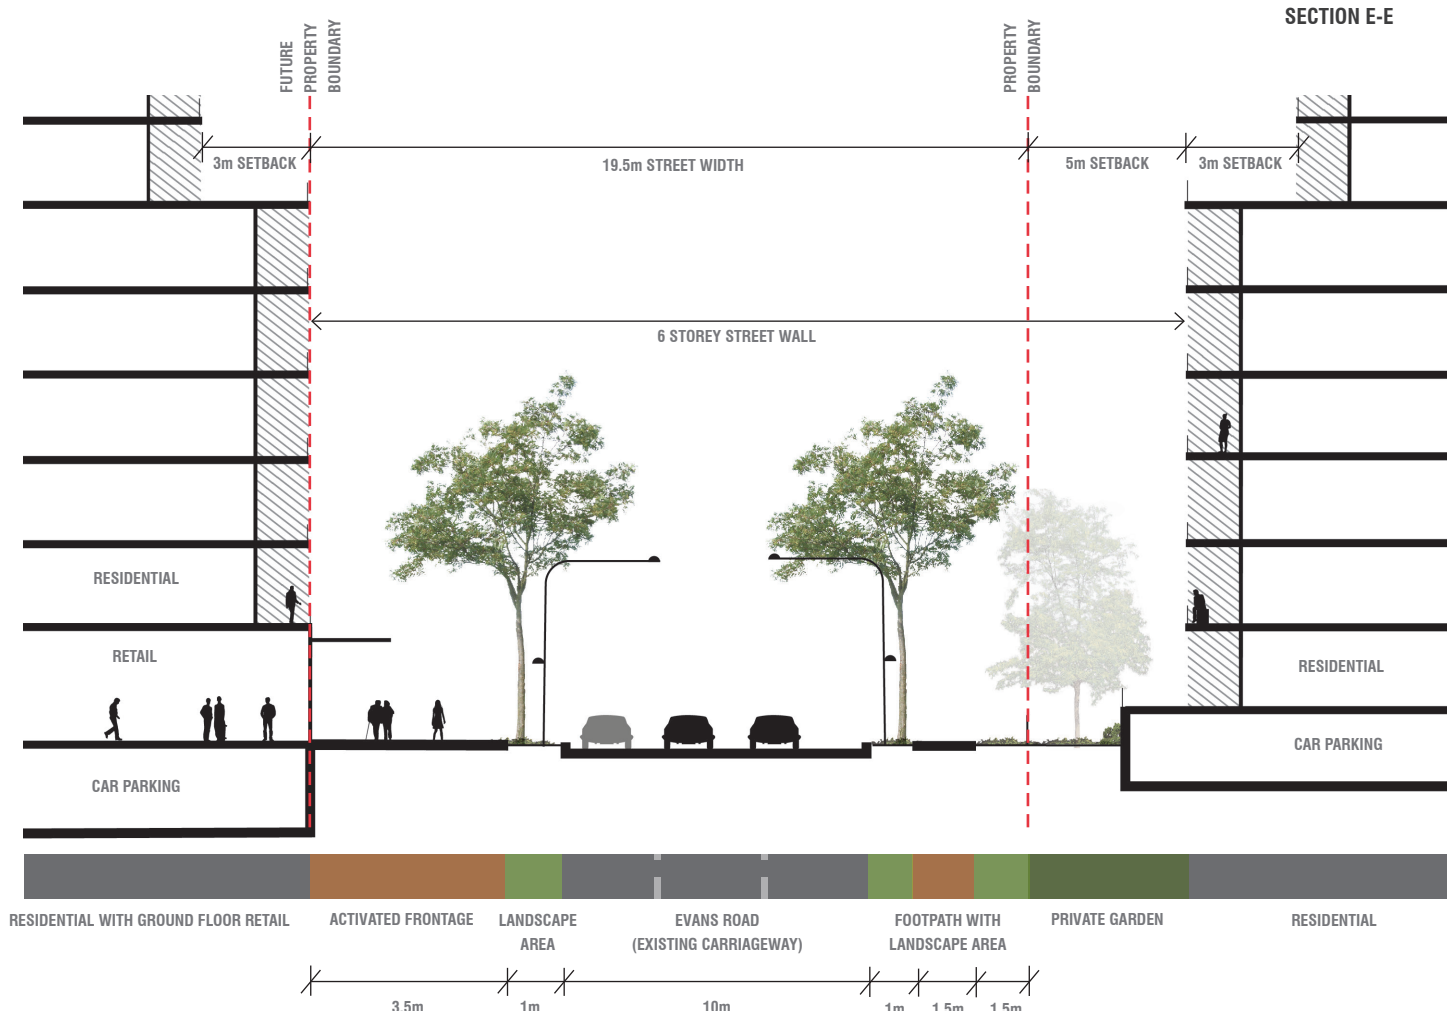 SECTION E-E
FUTURE
PROPERTY
BOUNDARY
PROPERTY
BOUNDARY
3m SETBACK
19.5m STREET WIDTH
5m SETBACK
3m SETBACK
6 STOREY STREET WALL
RESIDENTIAL
RETAIL
RESIDENTIAL
CAR PARKING
CAR PARKING
RESIDENTIAL WITH GROUND FLOOR RETAIL
ACTIVATED FRONTAGE
LANDSCAPE
AREA
EVANS ROAD
(EXISTING CARRIAGEWAY)
FOOTPATH WITH
LANDSCAPE AREA
PRIVATE GARDEN
RESIDENTIAL
3.5m
1m
10m
1m
1.5m
1.5m